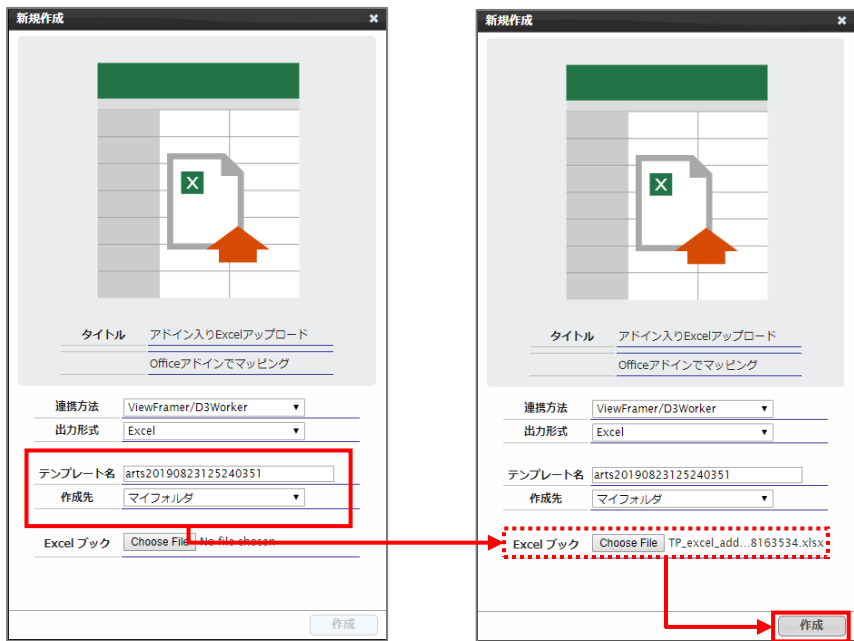 新規作成 ×
X
タイトル アドイン入りExcelアップロード
Officeアドインでマッピング
連携方法 ViewFramer/D3Worker ▼
出力形式 Excel ▼
テンプレート名 arts20190823125240351
作成先 マイフォルダ ▼
Excel ブック Choose File No file chosen
作成
新規作成 ×
X
タイトル アドイン入りExcelアップロード
Officeアドインでマッピング
連携方法 ViewFramer/D3Worker ▼
出力形式 Excel ▼
テンプレート名 arts20190823125240351
作成先 マイフォルダ ▼
Excel ブック Choose File TP_excel_add...8163534.xlsx
作成